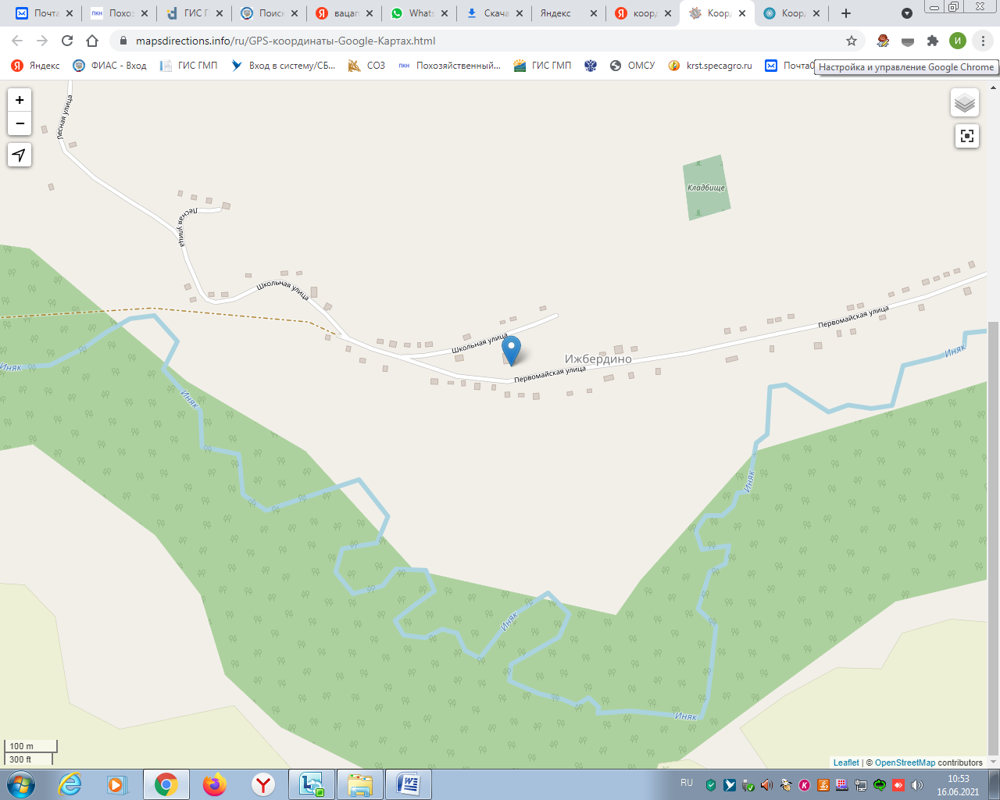 Почта
Похоз
ГИС Г
Поиск
вацап
Whats
Скача
Яндекс
коорд
Коорд
Коорд
mapsdirections.info/ru/GPS-координаты-Google-Картах.html
И
Яндекс
ФИАС - Вход
ГИС ГМП
Вход в систему/СБ...
СОЗ
Похозяйственный...
ГИС ГМП
ОМСУ
krst.specagro.ru
Почта
Настройка и управление Google Chrome
+
−
Лесная улица
Кладбище
Лесная улица
Школьная улица
Первомайская улица
Школьная улица
Ижбердино
Первомайская улица
Иняк
Иняк
Иняк
Иняк
Иняк
Иняк
100 m
300 ft
Leaflet | © OpenStreetMap contributors
RU
10:53
16.06.2021